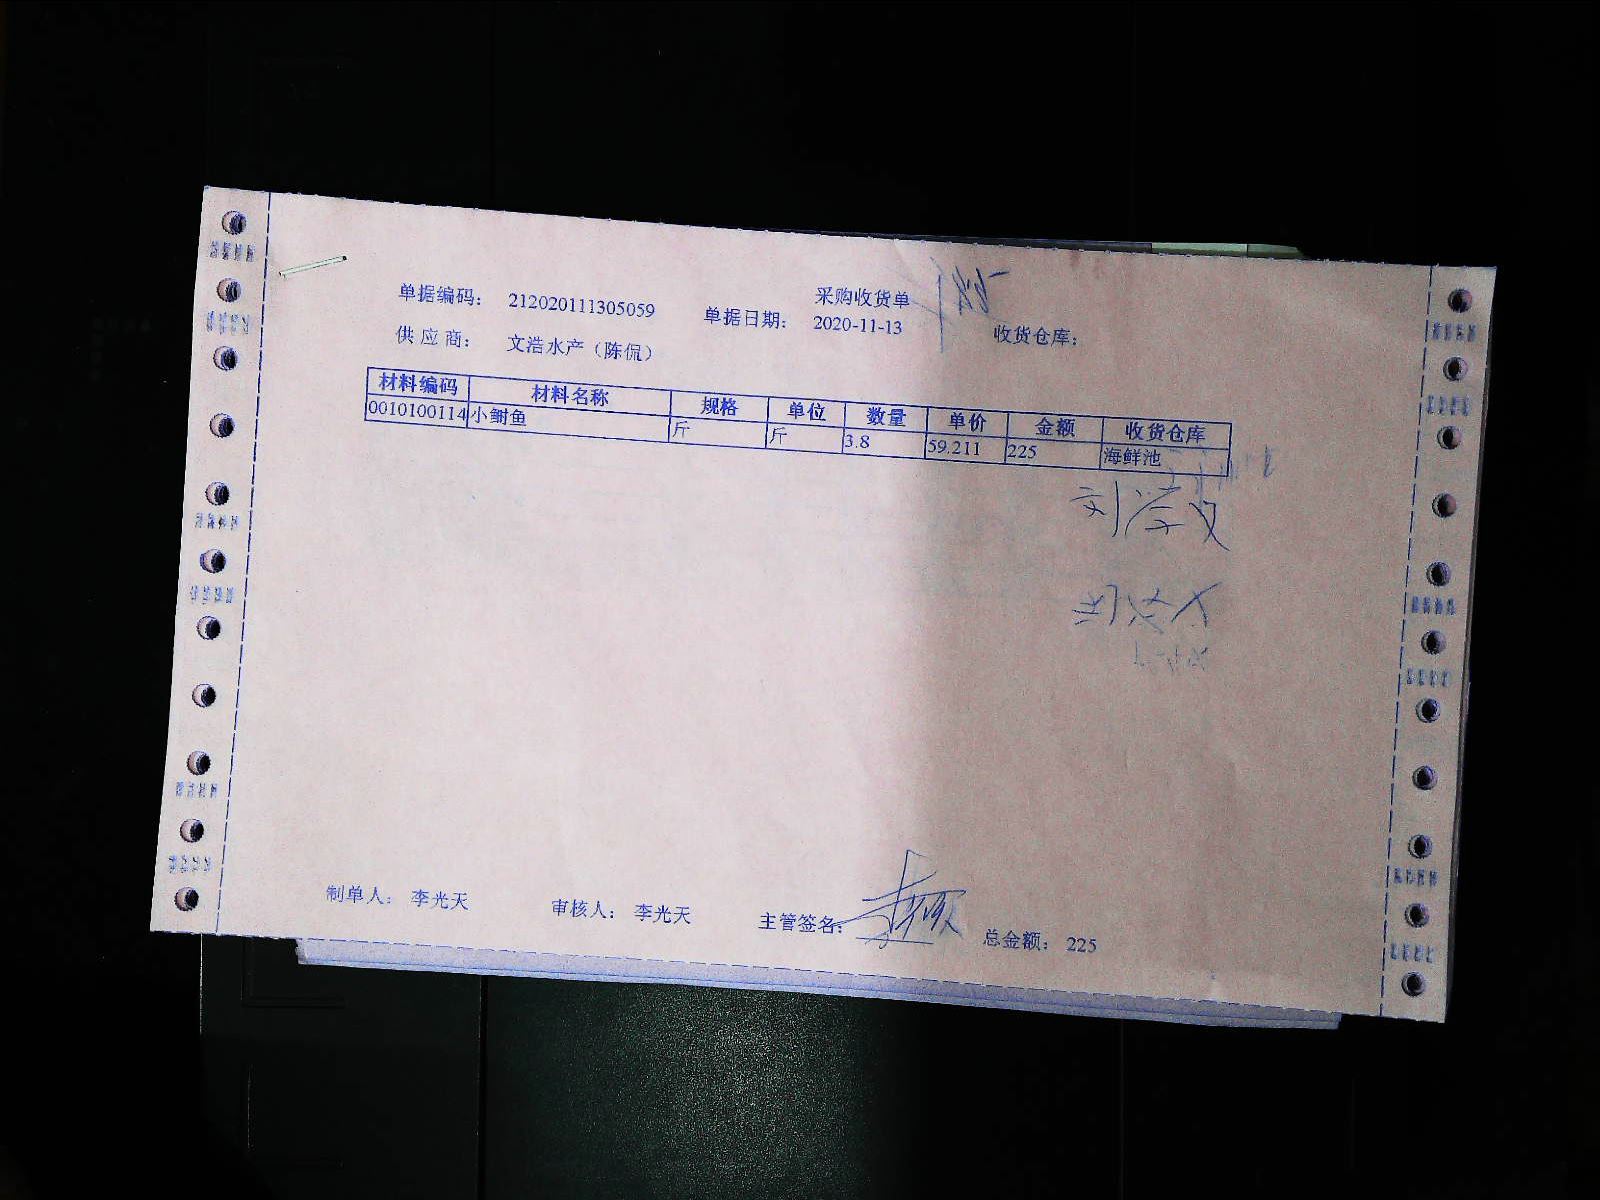 采购收货单
单据编码： 212020111305059 单据日期： 2020-11-13 收货仓库：
供应商： 文浩水产（陈侃）
材料编码 材料名称 规格 单位 数量 单价 金额 收货仓库
0010100114 小鲥鱼 斤 斤 3.8 59.211 225 海鲜池
制单人： 李光天 审核人： 李光天 主管签名： 总金额： 225